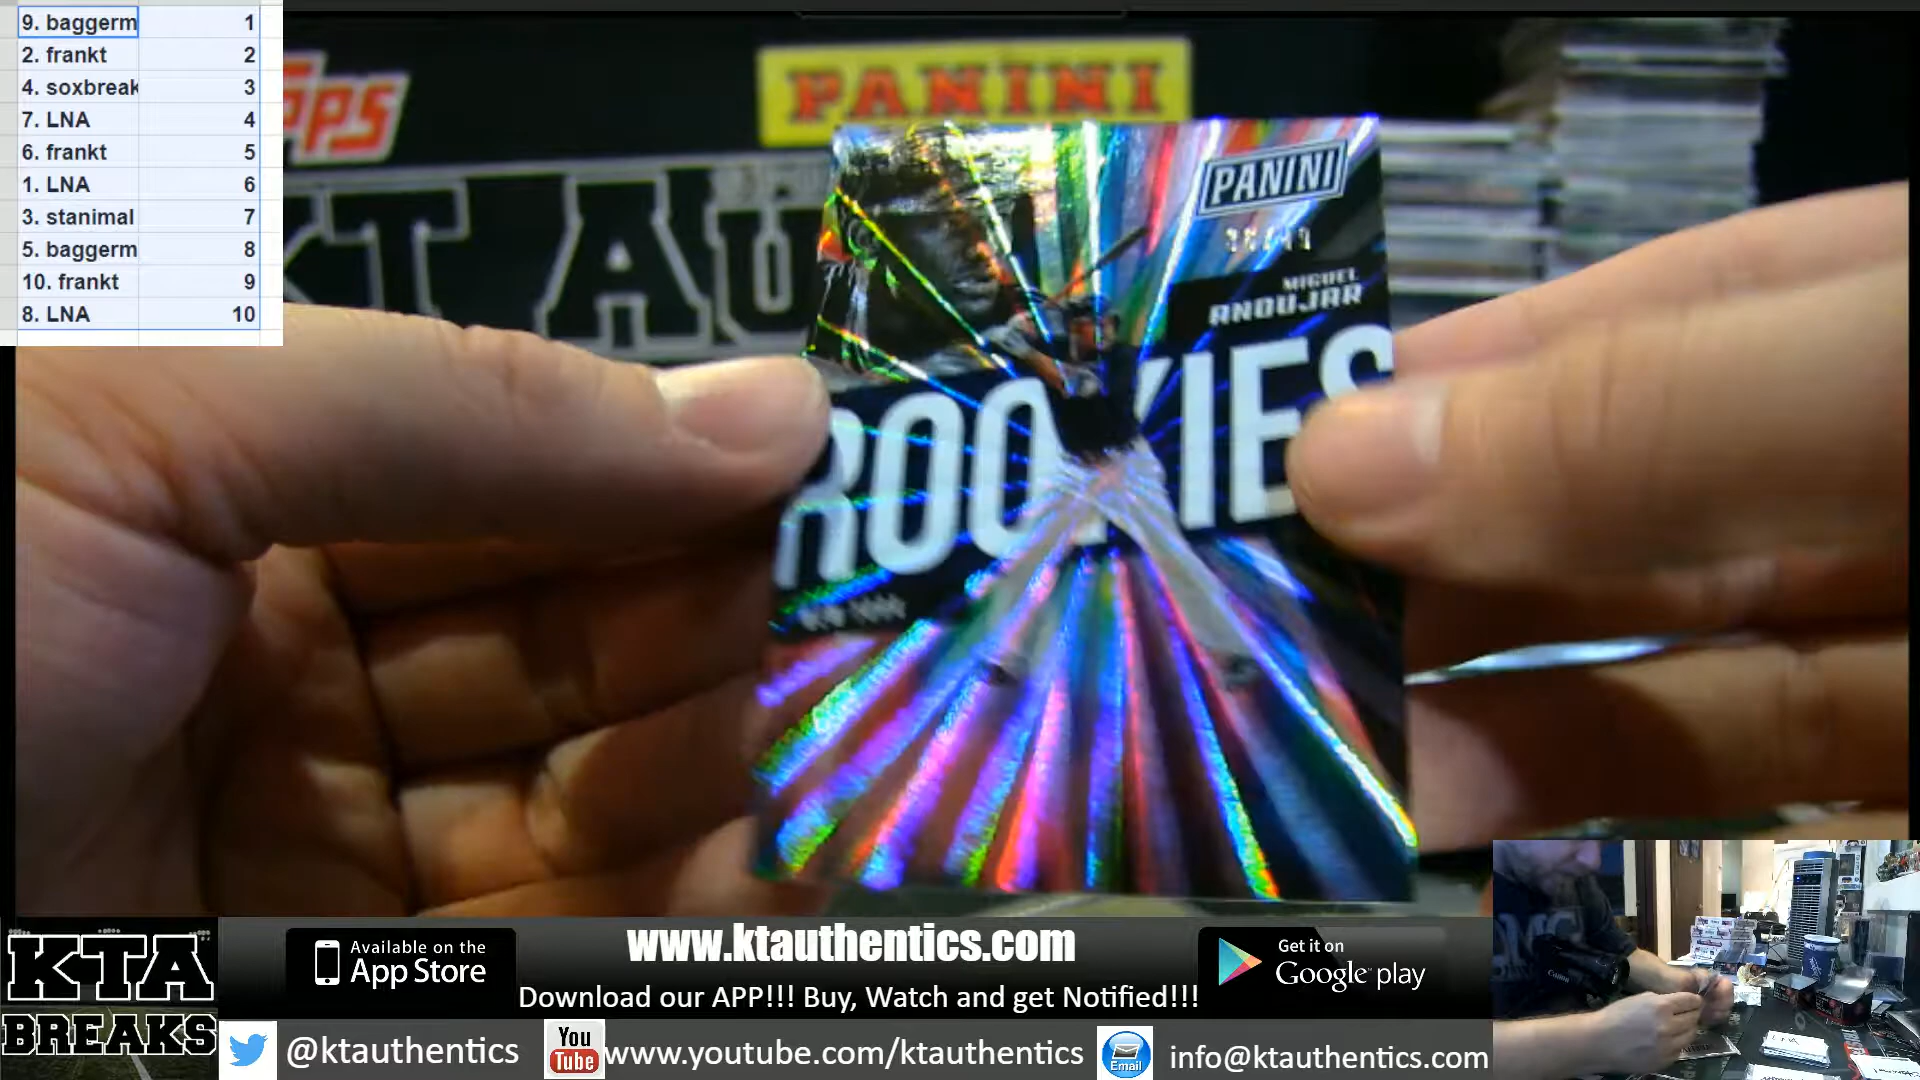 9. baggerm 1
2. frankt 2
4. soxbreak 3
7. LNA 4
6. frankt 5
1. LNA 6
3. stanimal 7
5. baggerm 8
10. frankt 9
8. LNA 10
PANINI
PANINI
MIGUEL
ANDUJAR
ROOKIES
KTA
BREAKS
Available on the
App Store
www.ktauthentics.com
Download our APP!!! Buy, Watch and get Notified!!!
Get it on
Google play
@ktauthentics
You
Tube
www.youtube.com/ktauthentics
Email
info@ktauthentics.com